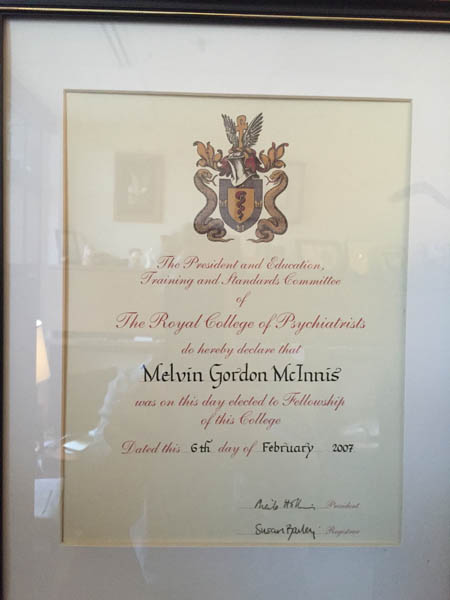 The President and Education,
Training and Standards Committee
of
The Royal College of Psychiatrists
do hereby declare that
Melvin Gordon McInnis
was on this day elected to Fellowship
of this College
Dated this 6th day of February 2007
President
Susan Bailey Registrar